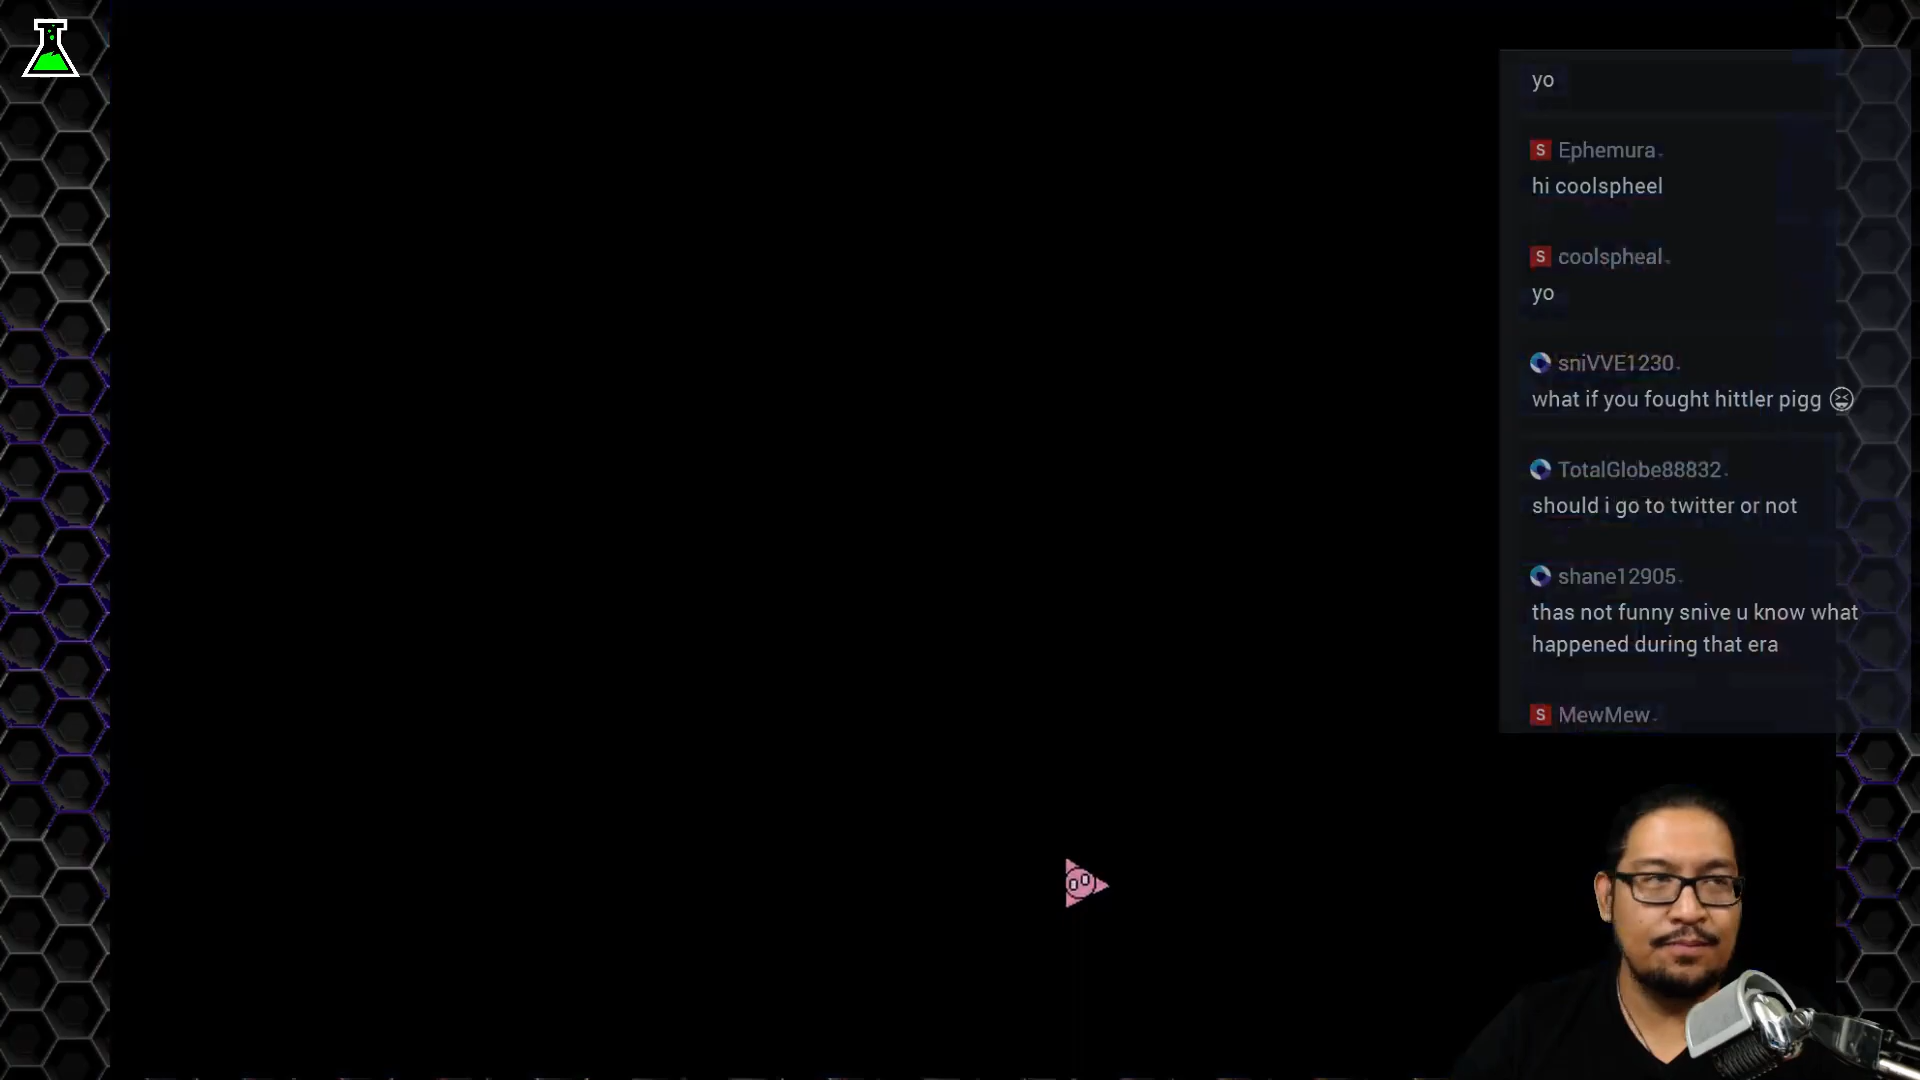 yo
S Ephemura
hi coolspheel
S coolspheal
yo
sniVVE1230
what if you fought hittler pigg 😆
TotalGlobe88832
should i go to twitter or not
shane12905
thas not funny snive u know what
happened during that era
S MewMew